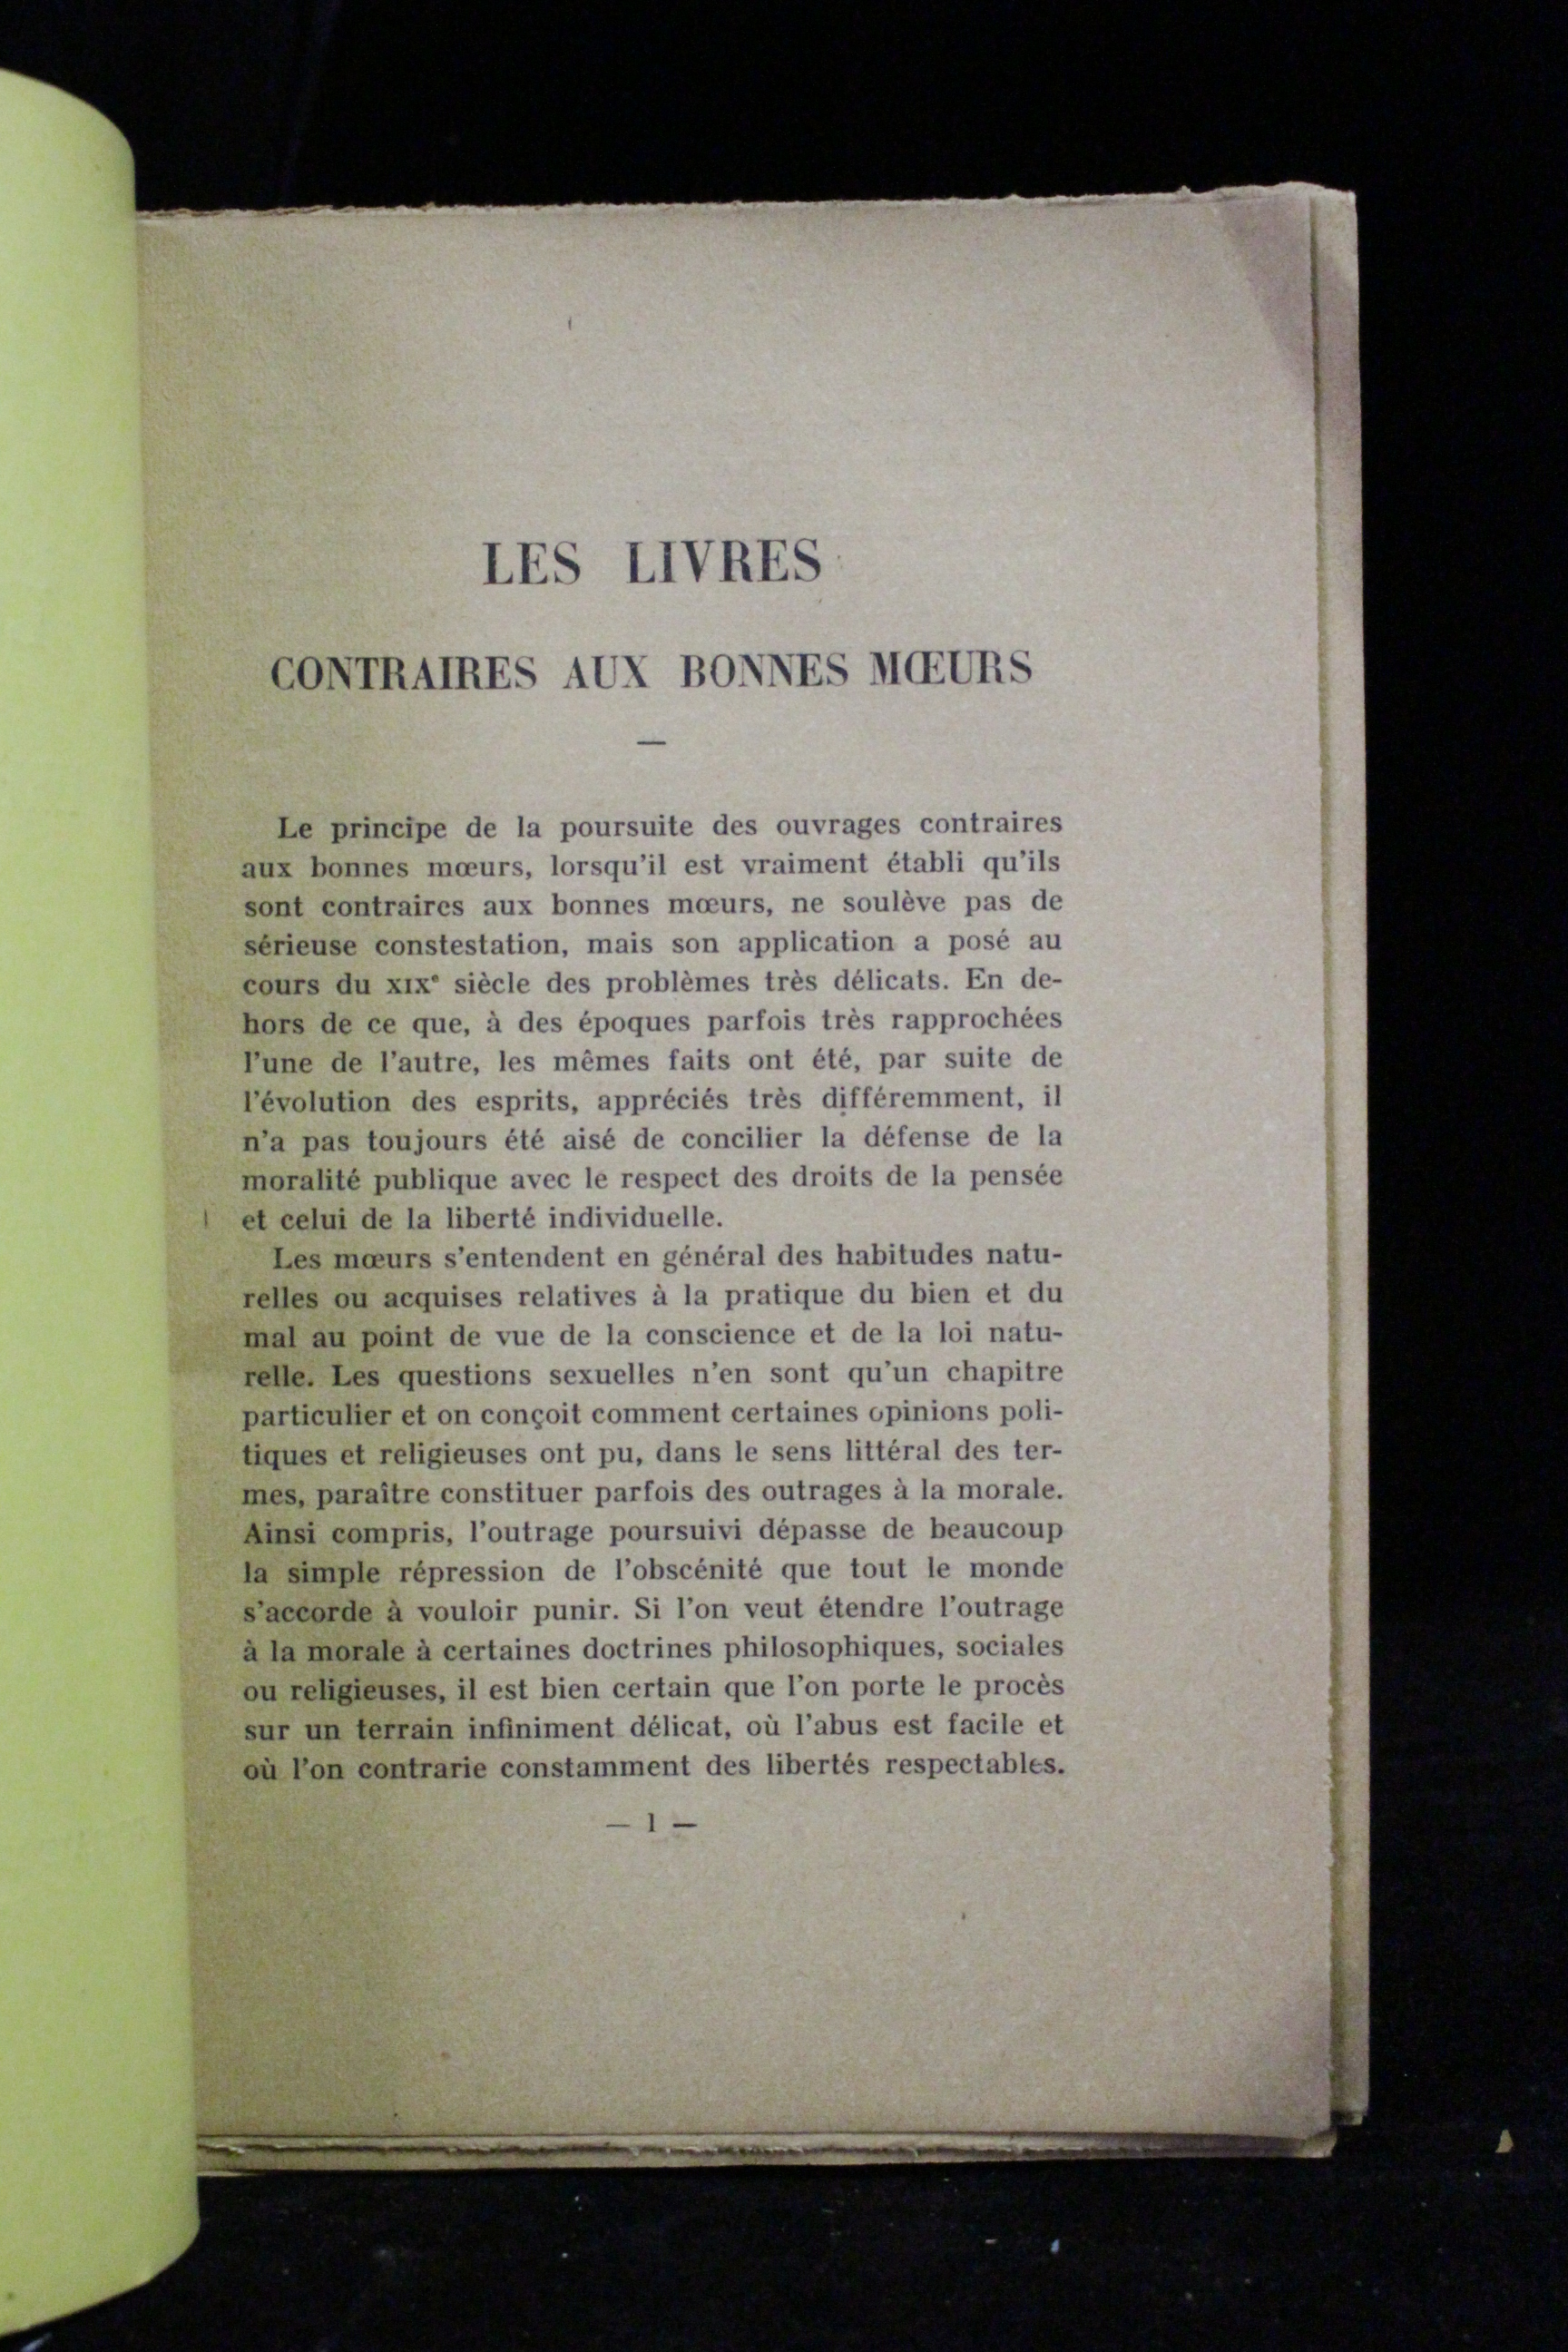 LES LIVRES
CONTRAIRES AUX BONNES MŒURS
—
Le principe de la poursuite des ouvrages contraires
aux bonnes mœurs, lorsqu'il est vraiment établi qu'ils
sont contraires aux bonnes mœurs, ne soulève pas de
sérieuse constestation, mais son application a posé au
cours du XIXe siècle des problèmes très délicats. En de-
hors de ce que, à des époques parfois très rapprochées
l'une de l'autre, les mêmes faits ont été, par suite de
l'évolution des esprits, appréciés très différemment, il
n'a pas toujours été aisé de concilier la défense de la
moralité publique avec le respect des droits de la pensée
et celui de la liberté individuelle.
Les mœurs s'entendent en général des habitudes natu-
relles ou acquises relatives à la pratique du bien et du
mal au point de vue de la conscience et de la loi natu-
relle. Les questions sexuelles n'en sont qu'un chapitre
particulier et on conçoit comment certaines opinions poli-
tiques et religieuses ont pu, dans le sens littéral des ter-
mes, paraître constituer parfois des outrages à la morale.
Ainsi compris, l'outrage poursuivi dépasse de beaucoup
la simple répression de l'obscénité que tout le monde
s'accorde à vouloir punir. Si l'on veut étendre l'outrage
à la morale à certaines doctrines philosophiques, sociales
ou religieuses, il est bien certain que l'on porte le procès
sur un terrain infiniment délicat, où l'abus est facile et
où l'on contrarie constamment des libertés respectables.
— 1 —